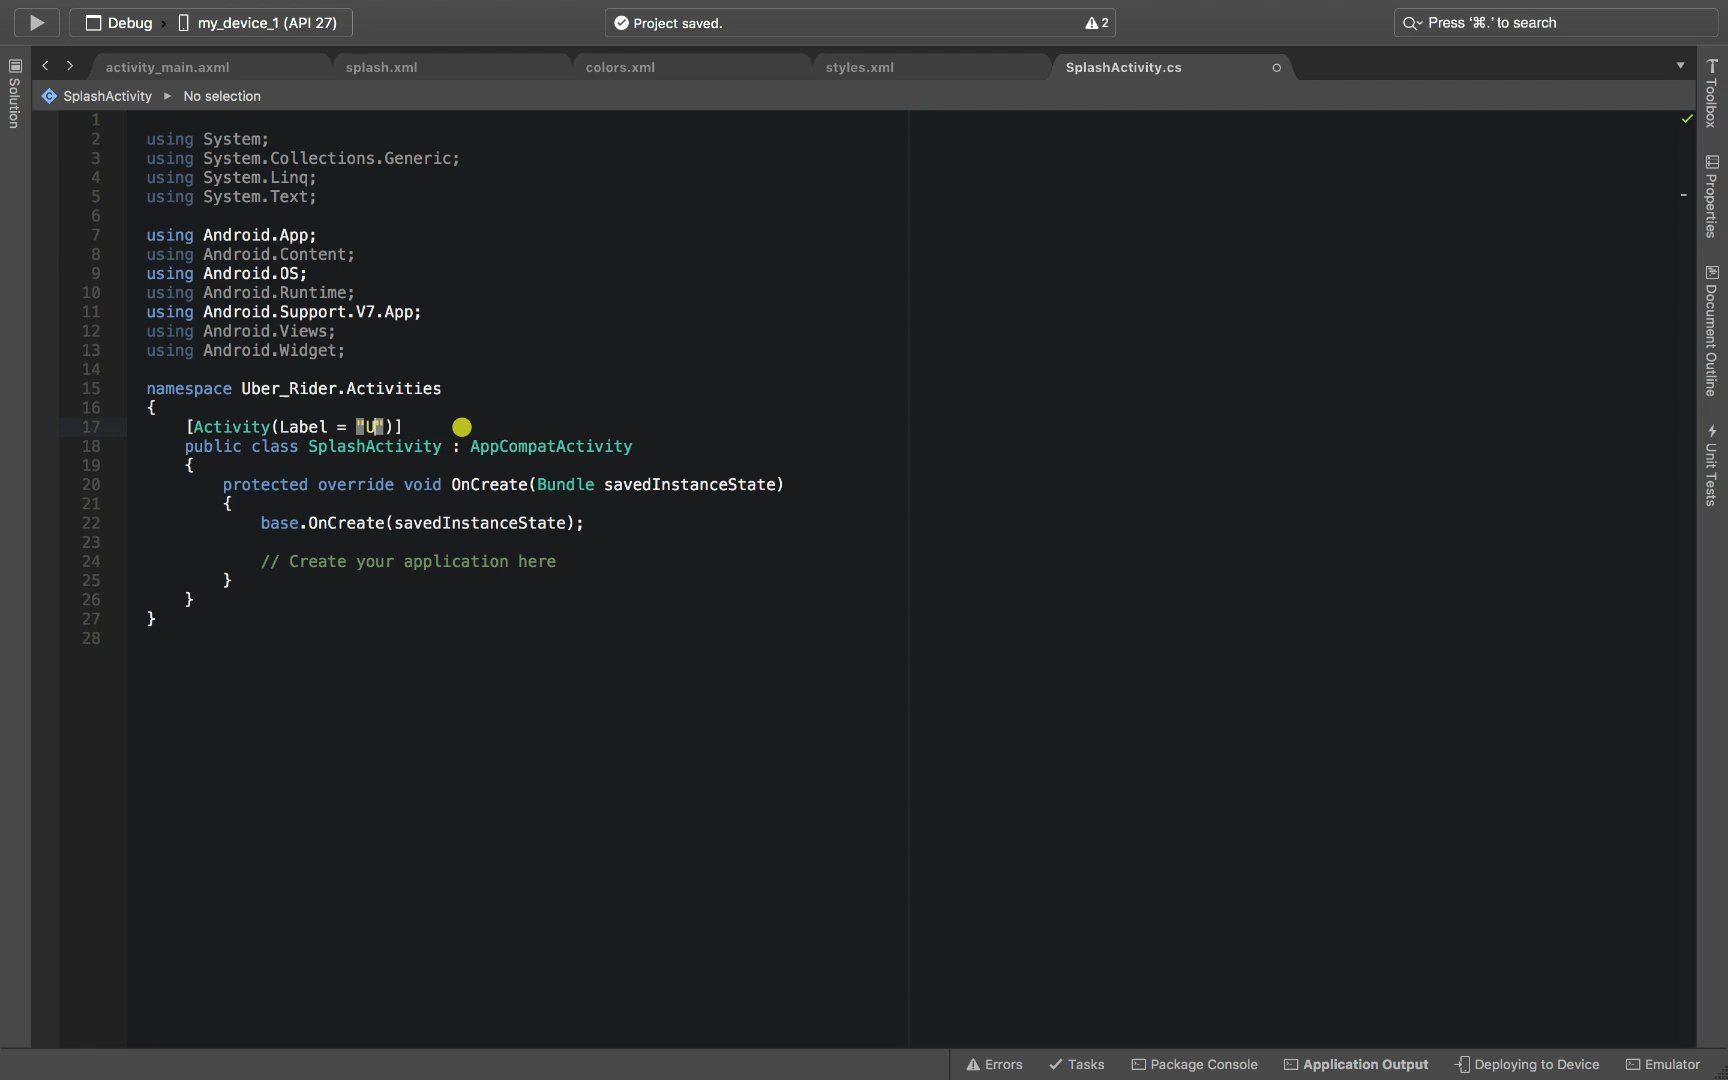 Debug › my_device_1 (API 27)
Project saved.
2
Press ‘⌘.’ to search
Solution
activity_main.axml
splash.xml
colors.xml
styles.xml
SplashActivity.cs
SplashActivity ▸ No selection
1
2 using System;
3 using System.Collections.Generic;
4 using System.Linq;
5 using System.Text;
6
7 using Android.App;
8 using Android.Content;
9 using Android.OS;
10 using Android.Runtime;
11 using Android.Support.V7.App;
12 using Android.Views;
13 using Android.Widget;
14
15 namespace Uber_Rider.Activities
16 {
17 [Activity(Label = "U")]
18 public class SplashActivity : AppCompatActivity
19 {
20 protected override void OnCreate(Bundle savedInstanceState)
21 {
22 base.OnCreate(savedInstanceState);
23
24 // Create your application here
25 }
26 }
27 }
28
Toolbox
Properties
Document Outline
Unit Tests
Errors
Tasks
Package Console
Application Output
Deploying to Device
Emulator